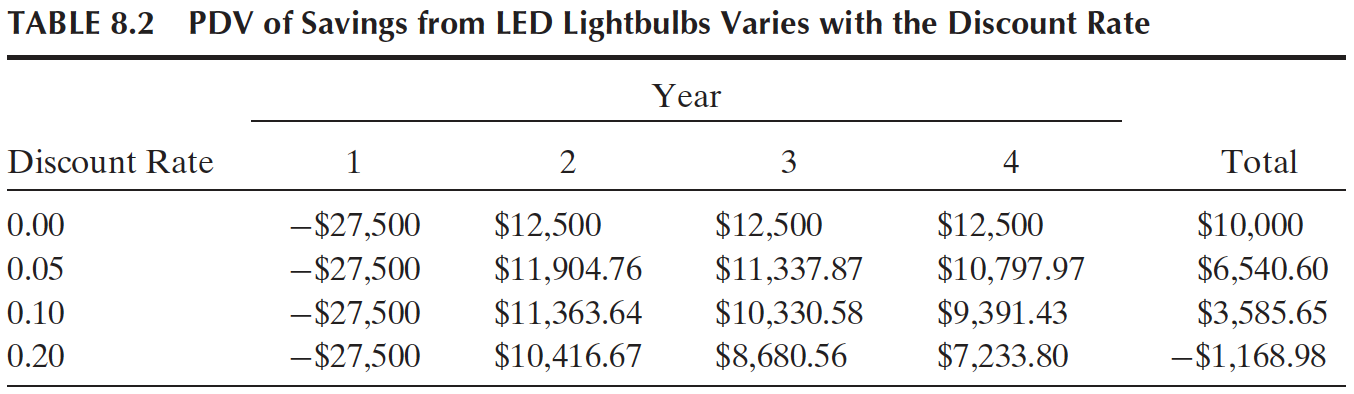 TABLE 8.2 PDV of Savings from LED Lightbulbs Varies with the Discount Rate
Year
Discount Rate 1 2 3 4 Total
0.00 –$27,500 $12,500 $12,500 $12,500 $10,000
0.05 –$27,500 $11,904.76 $11,337.87 $10,797.97 $6,540.60
0.10 –$27,500 $11,363.64 $10,330.58 $9,391.43 $3,585.65
0.20 –$27,500 $10,416.67 $8,680.56 $7,233.80 –$1,168.98